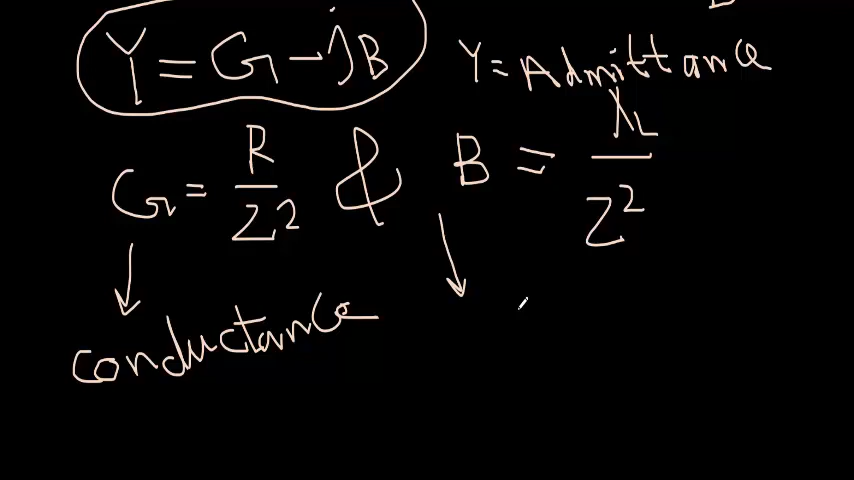 Y = G - jB Y = Admittance
G = R/Z² & B = X_L/Z²
conductance